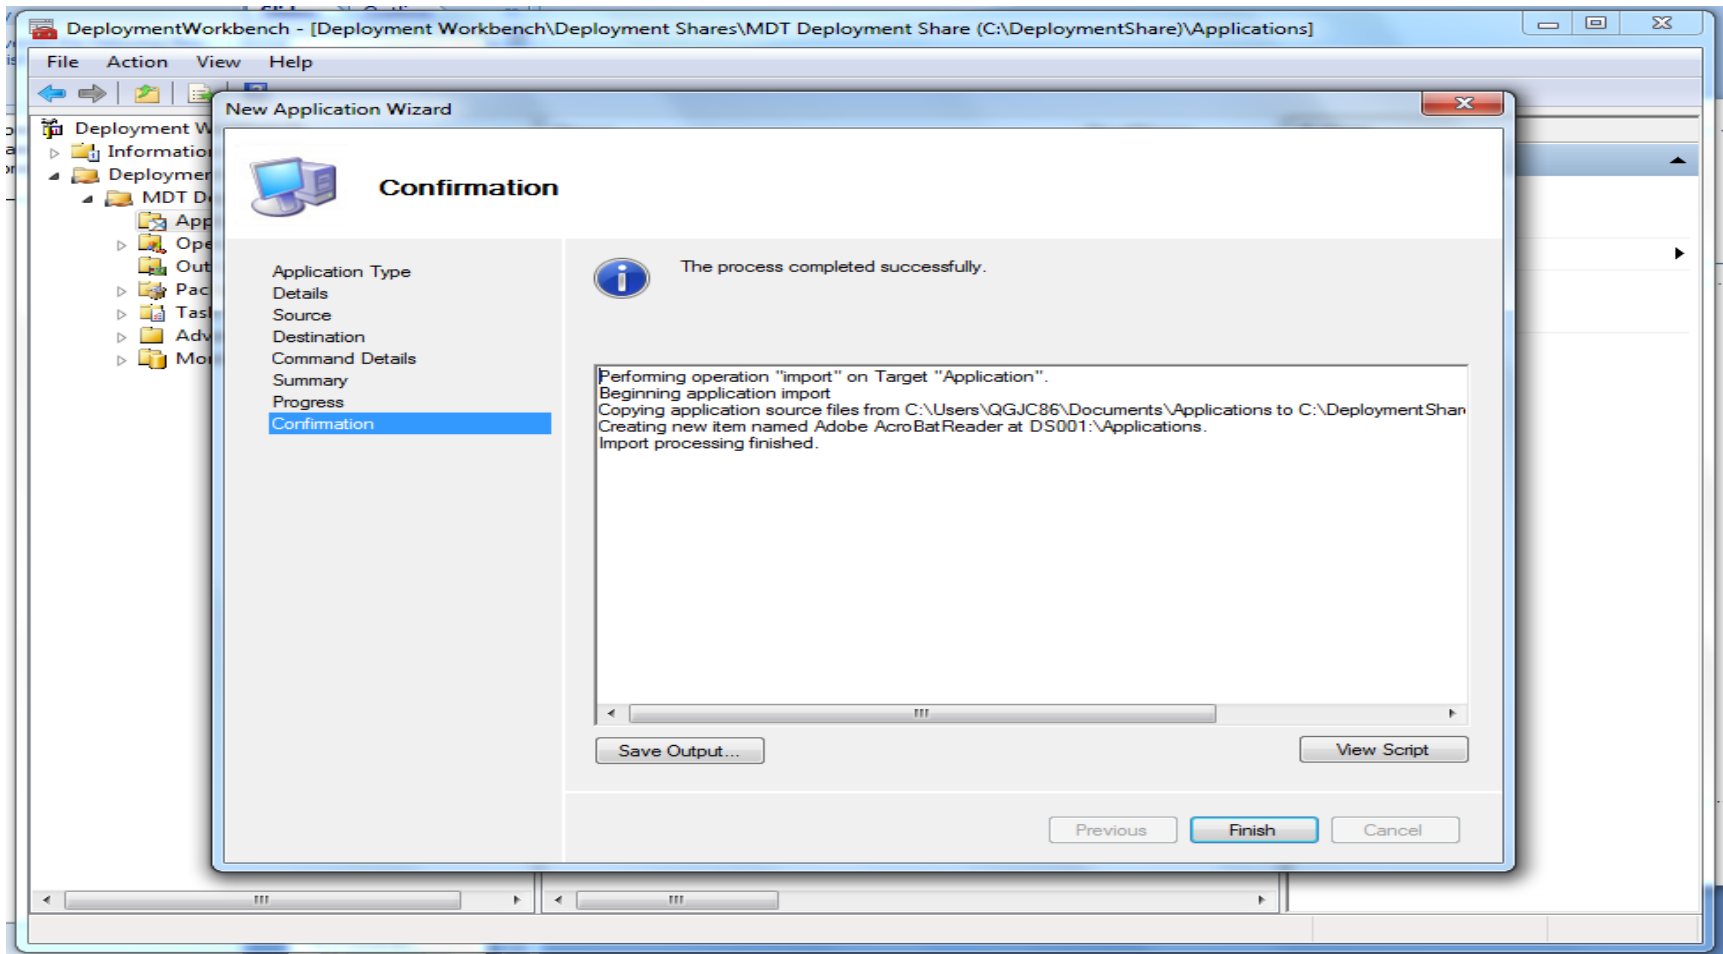 DeploymentWorkbench - [Deployment Workbench\Deployment Shares\MDT Deployment Share (C:\DeploymentShare)\Applications]
File Action View Help
New Application Wizard
Deployment W
Informatio
Deploymer
MDT D
App
Ope
Out
Pac
Tas
Adv
Mo
Confirmation
Application Type
Details
Source
Destination
Command Details
Summary
Progress
Confirmation
The process completed successfully.
Performing operation "import" on Target "Application".
Beginning application import
Copying application source files from C:\Users\QGJC86\Documents\Applications to C:\DeploymentShar
Creating new item named Adobe AcroBatReader at DS001:\Applications.
Import processing finished.
Save Output...
View Script
Previous
Finish
Cancel